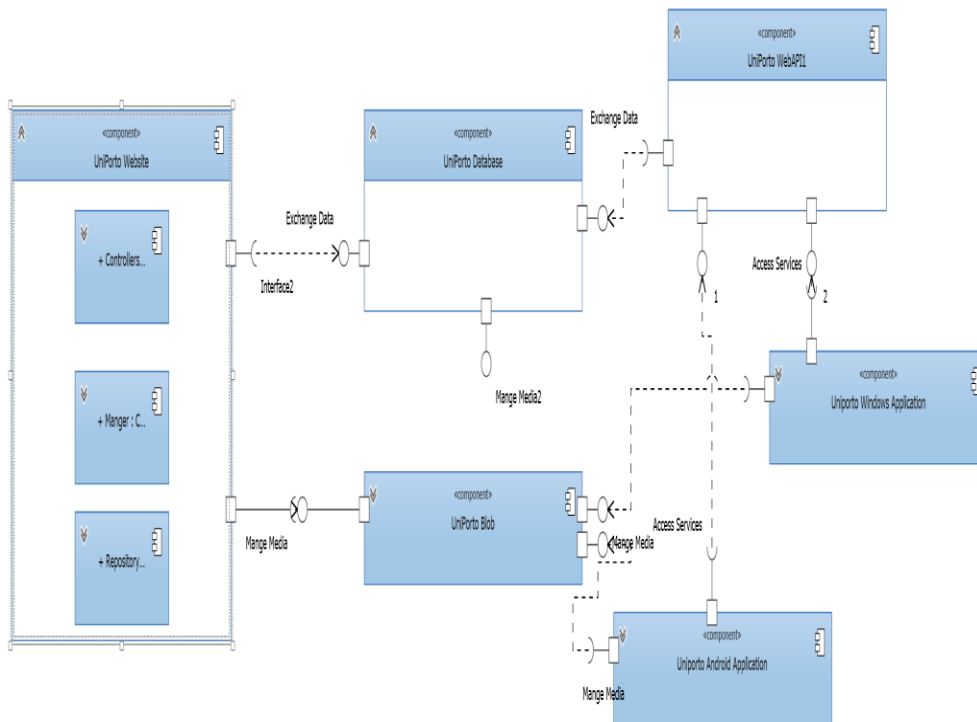 «component»
UniPorto WebAPI1
«component»
UniPorto Website
«component»
UniPorto Database
Exchange Data
+ Controllers...
Exchange Data
Interface2
Access Services
1
2
+ Manger : C...
Mange Media2
«component»
Uniporto Windows Application
+ Repository...
Mange Media
«component»
UniPorto Blob
Mange Media
Access Services
«component»
Uniporto Android Application
Mange Media